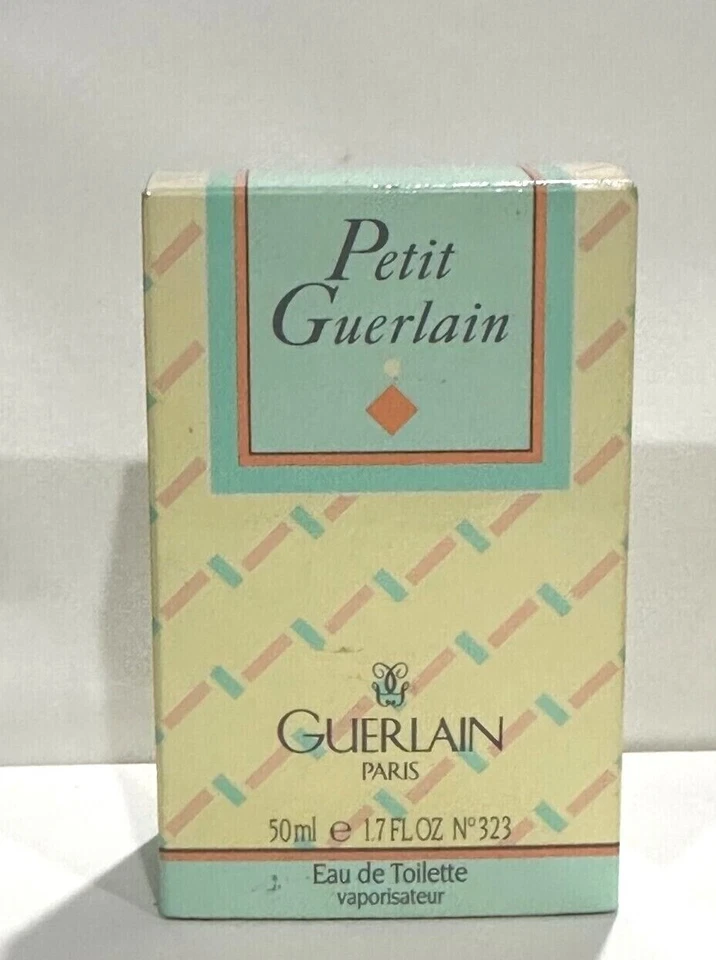 Petit
Guerlain
GUERLAIN
PARIS
50ml e 1.7 FL OZ N°323
Eau de Toilette
vaporisateur